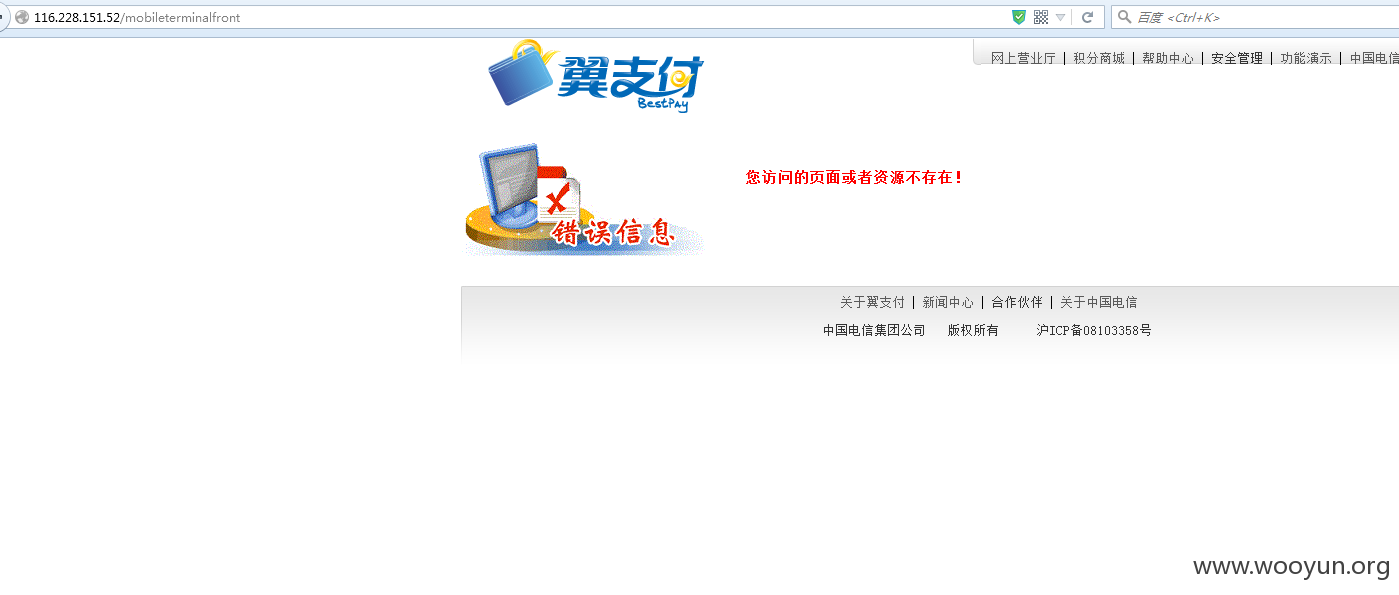 116.228.151.52/mobileterminalfront
百度 <Ctrl+K>
翼支付
BestPay
网上营业厅 | 积分商城 | 帮助中心 | 安全管理 | 功能演示 | 中国电信
您访问的页面或者资源不存在！
错误信息
关于翼支付 | 新闻中心 | 合作伙伴 | 关于中国电信
中国电信集团公司 版权所有 沪ICP备08103358号
www.wooyun.org